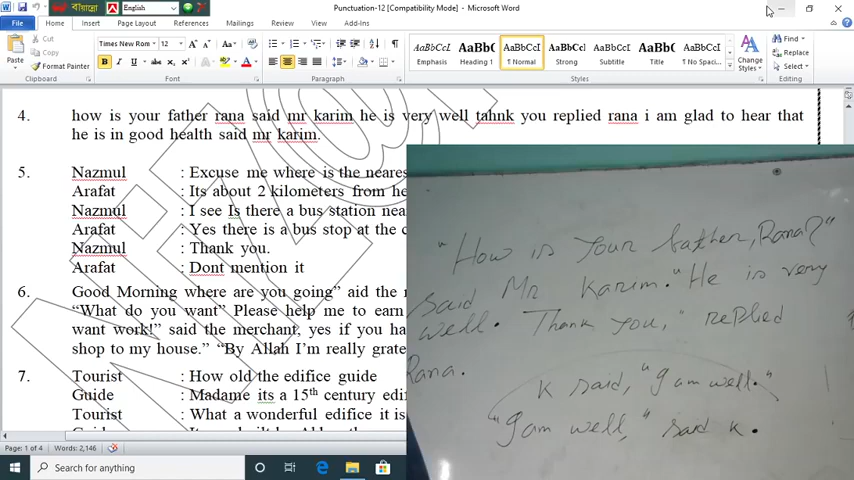 Punctuation-12 [Compatibility Mode] - Microsoft Word
English
File Home Insert Page Layout References Mailings Review View Add-Ins
Cut
Copy
Format Painter
Paste
Clipboard
Times New Rom 12
Font
Paragraph
AaBbCcI Emphasis
AaBbC Heading 1
AaBbCcI ¶ Normal
AaBbCcI Strong
AaBbCcI Subtitle
AaBb Title
AaBbCcI ¶ No Spaci...
Styles
Change Styles
Find
Replace
Select
Editing
4. how is your father rana said mr karim he is very well tahnk you replied rana i am glad to hear that
he is in good health said mr karim.
5. Nazmul : Excuse me where is the neares
Arafat : Its about 2 kilometers from he
Nazmul : I see Is there a bus station nea
Arafat : Yes there is a bus stop at the c
Nazmul : Thank you.
Arafat : Dont mention it
6. Good Morning where are you going” aid the
“What do you want” Please help me to earn
want work!” said the merchant, yes if you ha
shop to my house.” “By Allah I’m really grate
7. Tourist : How old the edifice guide
Guide : Madame its a 15th century edi
Tourist : What a wonderful edifice it is
"How is your father, Rana?"
said Mr Karim. "He is very
well. Thank you," replied
Rana.
K said, "I am well."
"I am well," said K.
Page: 1 of 4 Words: 2,146
Search for anything